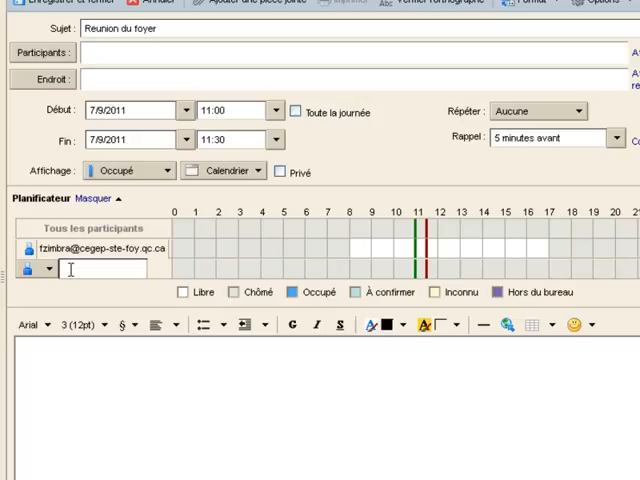 Enregistrer et fermer Annuler Ajouter une pièce jointe Imprimer Abc Vérifier l'orthographe Format Options
Sujet : Reunion du foyer
Participants :
Endroit :
Début : 7/9/2011 11:00 Toute la journée Répéter : Aucune
Fin : 7/9/2011 11:30 Rappel : 5 minutes avant
Affichage : Occupé Calendrier Privé
Planificateur Masquer
0 1 2 3 4 5 6 7 8 9 10 11 12 13 14 15 16 17 18 19 20 21
Tous les participants
fzimbra@cegep-ste-foy.qc.ca
Libre Chômé Occupé À confirmer Inconnu Hors du bureau
Arial 3 (12pt) § G I S A A